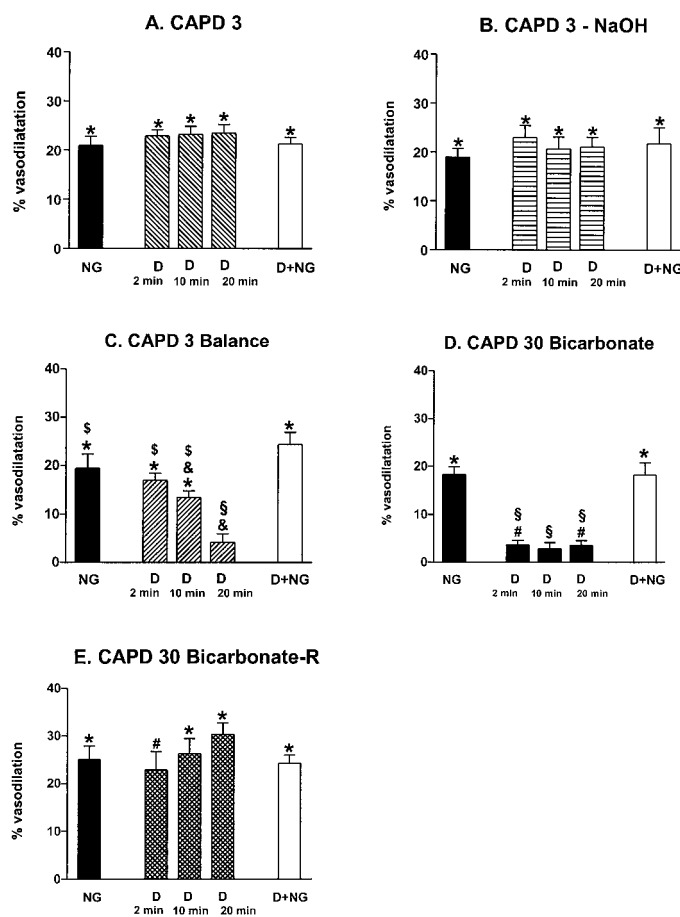 A. CAPD 3
% vasodilatation
40
30
20
10
0
* * * * *
NG D D D D+NG
2 min 10 min 20 min
B. CAPD 3 - NaOH
% vasodilatation
40
30
20
10
0
* * * * *
NG D D D D+NG
2 min 10 min 20 min
C. CAPD 3 Balance
% vasodilatation
40
30
20
10
0
$ $ $ § *
* * & &
*
NG D D D D+NG
2 min 10 min 20 min
D. CAPD 30 Bicarbonate
% vasodilatation
40
30
20
10
0
* § § § *
# #
NG D D D D+NG
2 min 10 min 20 min
E. CAPD 30 Bicarbonate-R
% vasodilation
40
30
20
10
0
* # * * *
NG D D D D+NG
2 min 10 min 20 min